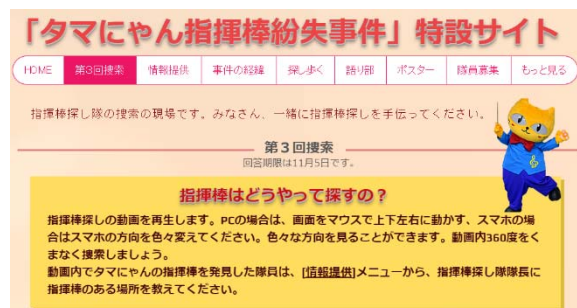 「タマにゃん指揮棒紛失事件」特設サイト
HOME 第3回捜索 情報提供 事件の経緯 探し歩く 語り部 ポスター 隊員募集 もっと見る
指揮棒探し隊の捜索の現場です。みなさん、一緒に指揮棒探しを手伝ってください。
第３回捜索
回答期限は11月5日です。
指揮棒はどうやって探すの？
指揮棒探しの動画を再生します。PCの場合は、画面をマウスで上下左右に動かす、スマホの場
合はスマホの方向を色々変えてください。色々な方向を見ることができます。動画内360度をく
まなく捜索しましょう。
動画内でタマにゃんの指揮棒を発見した隊員は、[情報提供]メニューから、指揮棒探し隊隊長に
指揮棒のある場所を教えてください。